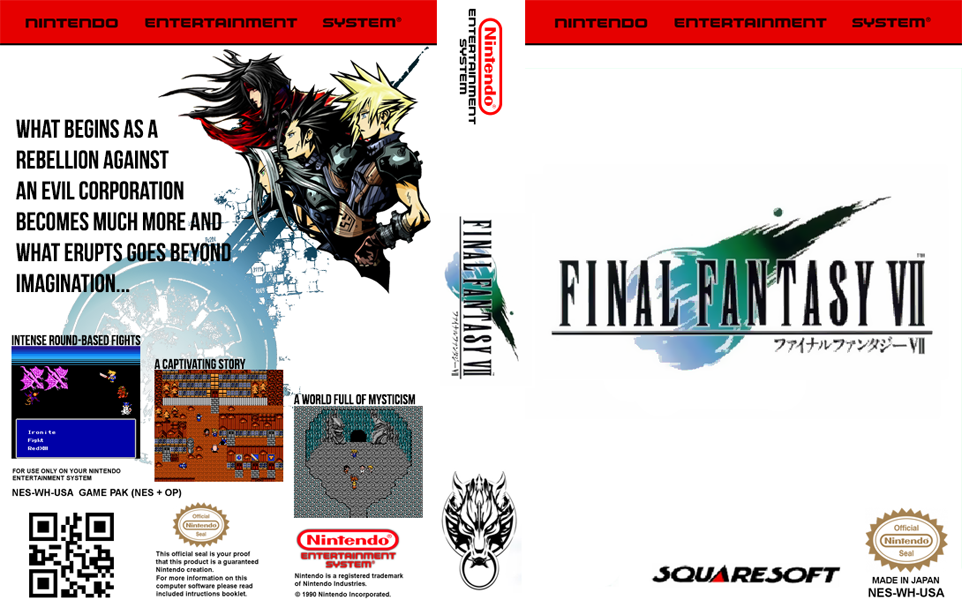 NINTENDO ENTERTAINMENT SYSTEM®
WHAT BEGINS AS A
REBELLION AGAINST
AN EVIL CORPORATION
BECOMES MUCH MORE AND
WHAT ERUPTS GOES BEYOND
IMAGINATION...
INTENSE ROUND-BASED FIGHTS
Ironite
Fight
RedXIII
A CAPTIVATING STORY
A WORLD FULL OF MYSTICISM
FOR USE ONLY ON YOUR NINTENDO
ENTERTAINMENT SYSTEM
NES-WH-USA GAME PAK (NES + OP)
Official
Nintendo
Seal
This official seal is your proof
that this product is a guaranteed
Nintendo creation.
For more information on this
computer software please read
included intructions booklet.
Nintendo®
ENTERTAINMENT
SYSTEM®
Nintendo is a registered trademark
of Nintendo Industries.
© 1990 Nintendo Incorporated.
Nintendo®
ENTERTAINMENT
SYSTEM
FINAL FANTASY VII
ファイナルファンタジーVII
NINTENDO ENTERTAINMENT SYSTEM®
FINAL FANTASY VII™
ファイナルファンタジーVII
SQUARESOFT
Official
Nintendo
Seal
MADE IN JAPAN
NES-WH-USA